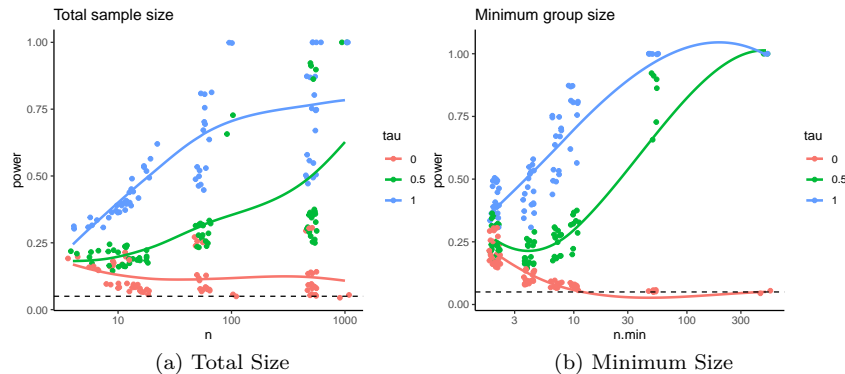 Total sample size
1.00
0.75
0.50
0.25
0.00
power
10
100
1000
n
tau
0
0.5
1
(a) Total Size
Minimum group size
1.00
0.75
0.50
0.25
0.00
power
3
10
30
100
300
n.min
tau
0
0.5
1
(b) Minimum Size